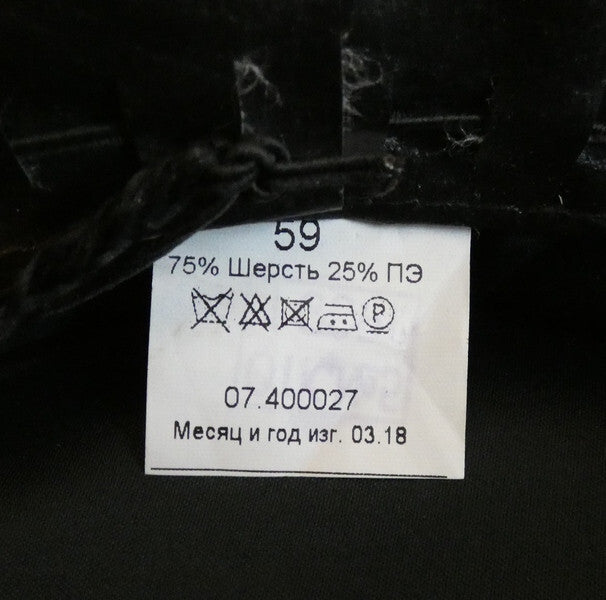 59
75% Шерсть 25% ПЭ
P
07.400027
Месяц и год изг. 03.18